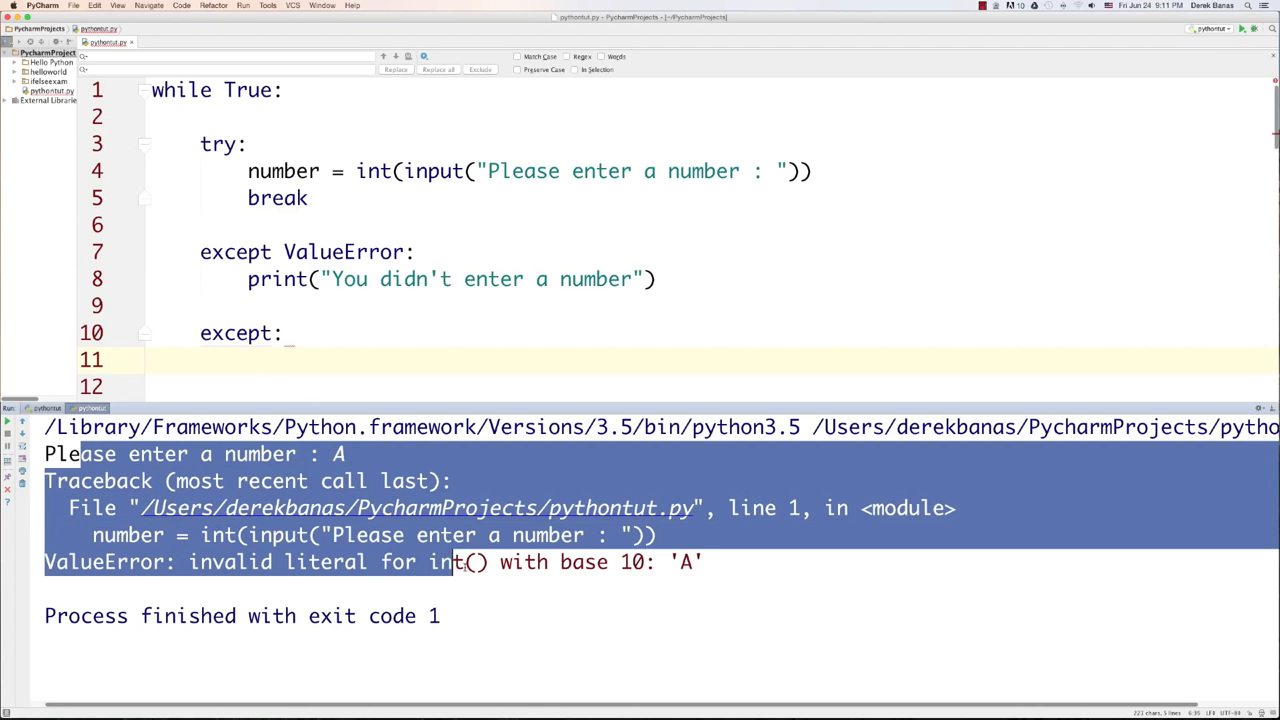 PyCharm File Edit View Navigate Code Refactor Run Tools VCS Window Help Fri Jun 24 9:11 PM Derek Banas
pythontut.py - PycharmProjects - [~/PycharmProjects]
PycharmProjects pythontut.py pythontut
pythontut.py
PycharmProject
Hello Python
helloworld
ifelseexam
pythontut.py
External Librarie
Match Case Regex Words
Replace Replace all Exclude Preserve Case In Selection
1 while True:
2
3 try:
4 number = int(input("Please enter a number : "))
5 break
6
7 except ValueError:
8 print("You didn't enter a number")
9
10 except:
11
12
Run: pythontut pythontut
/Library/Frameworks/Python.framework/Versions/3.5/bin/python3.5 /Users/derekbanas/PycharmProjects/pytho
Please enter a number : A
Traceback (most recent call last):
File "/Users/derekbanas/PycharmProjects/pythontut.py", line 1, in <module>
number = int(input("Please enter a number : "))
ValueError: invalid literal for int() with base 10: 'A'
Process finished with exit code 1